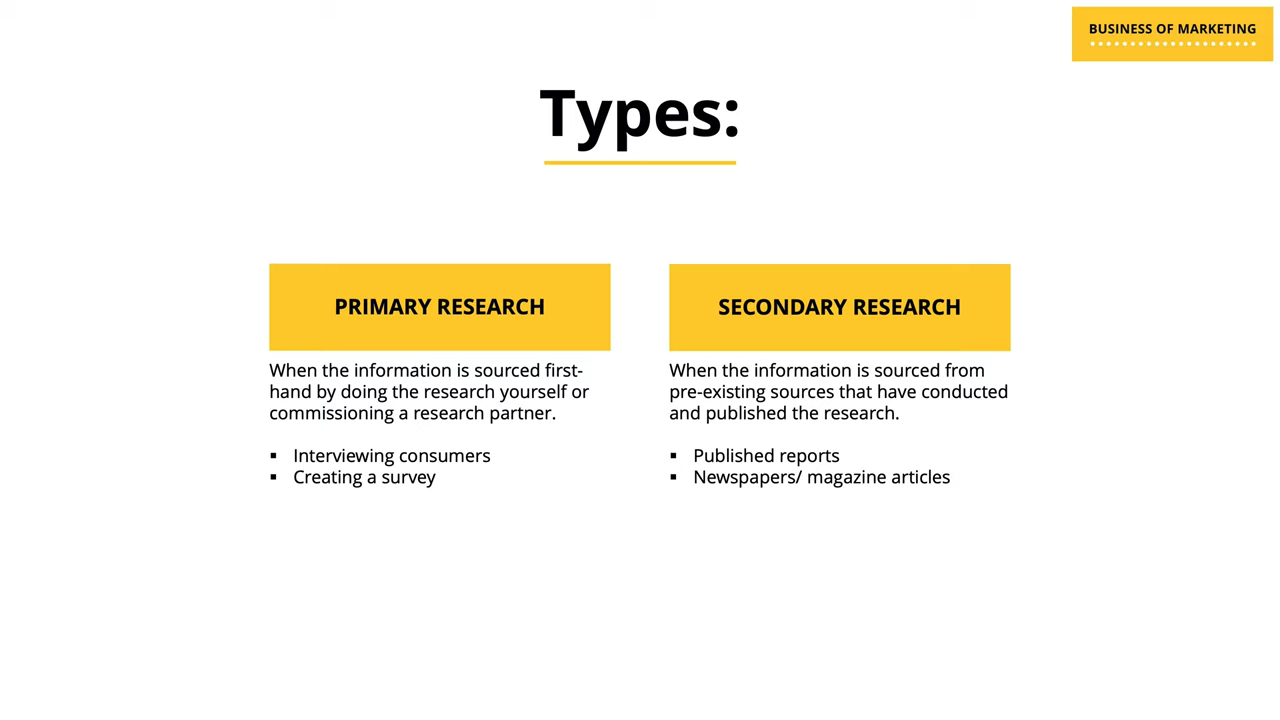 BUSINESS OF MARKETING
Types:
PRIMARY RESEARCH
When the information is sourced first-
hand by doing the research yourself or
commissioning a research partner.
▪ Interviewing consumers
▪ Creating a survey
SECONDARY RESEARCH
When the information is sourced from
pre-existing sources that have conducted
and published the research.
▪ Published reports
▪ Newspapers/ magazine articles